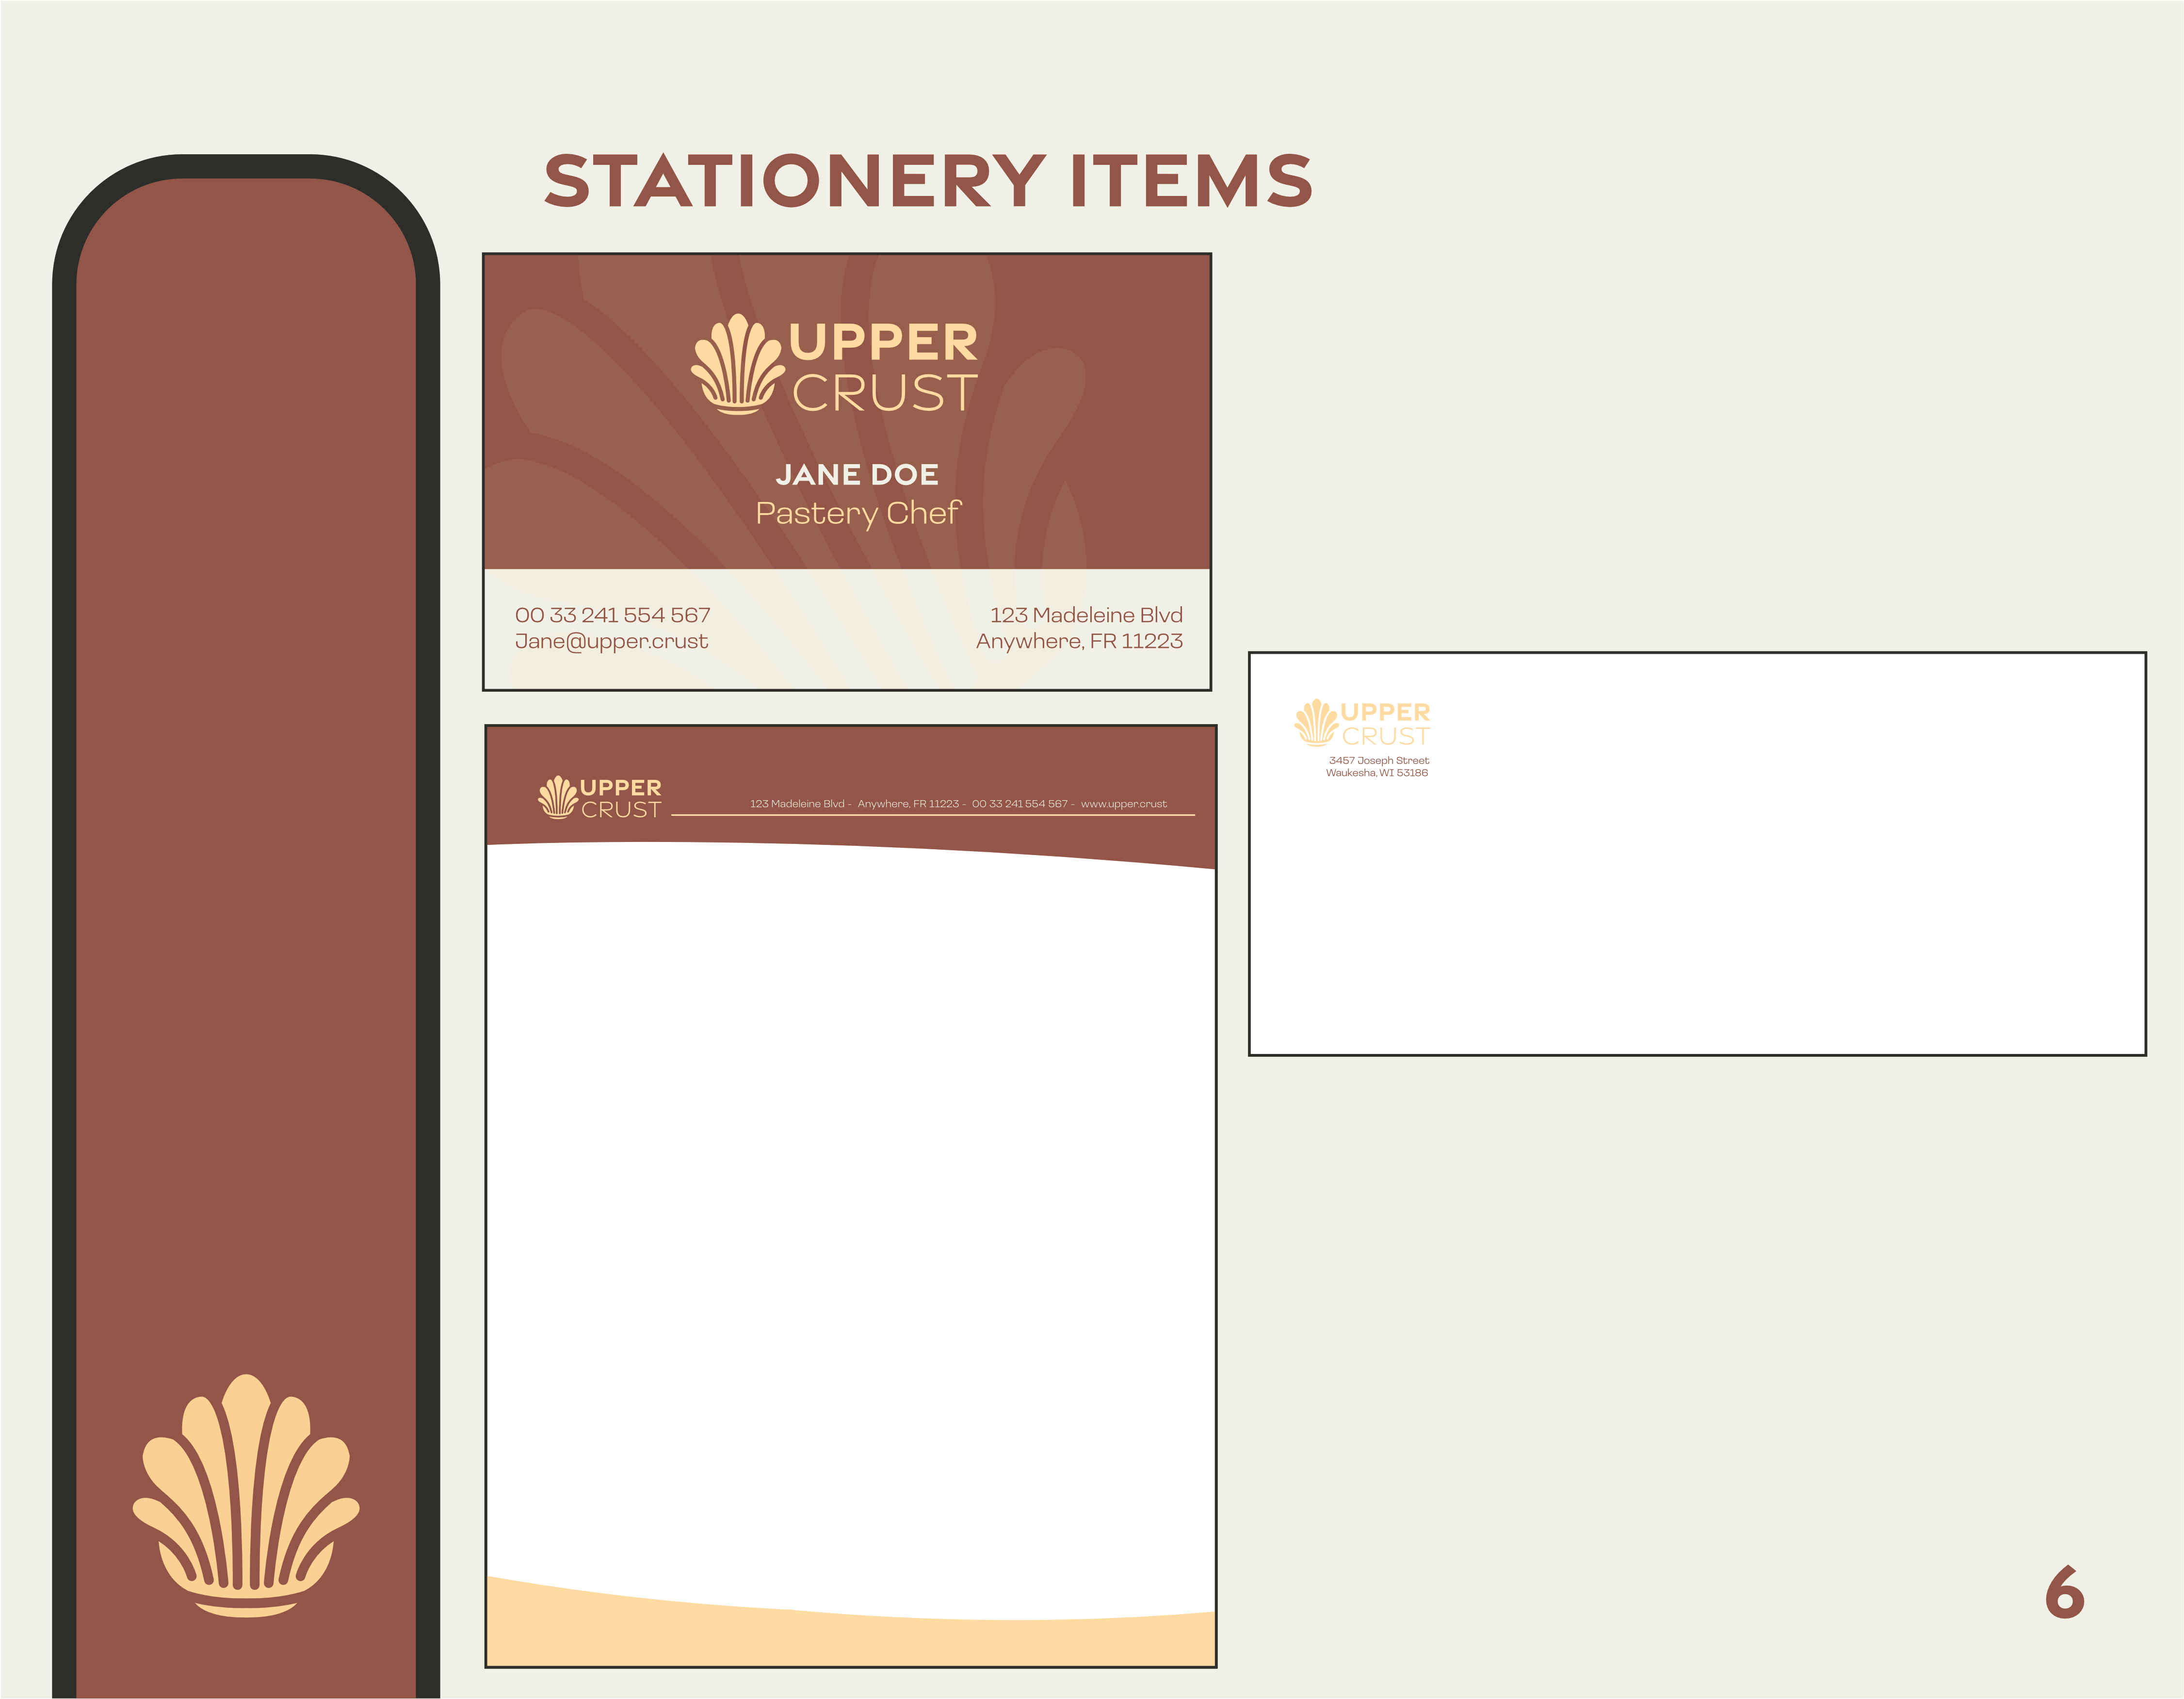 STATIONERY ITEMS
UPPER
CRUST
JANE DOE
Pastery Chef
00 33 241 554 567
Jane@upper.crust
123 Madeleine Blvd
Anywhere, FR 11223
UPPER
CRUST
123 Madeleine Blvd - Anywhere, FR 11223 - 00 33 241 554 567 - www.upper.crust
UPPER
CRUST
3457 Joseph Street
Waukesha, WI 53186
6